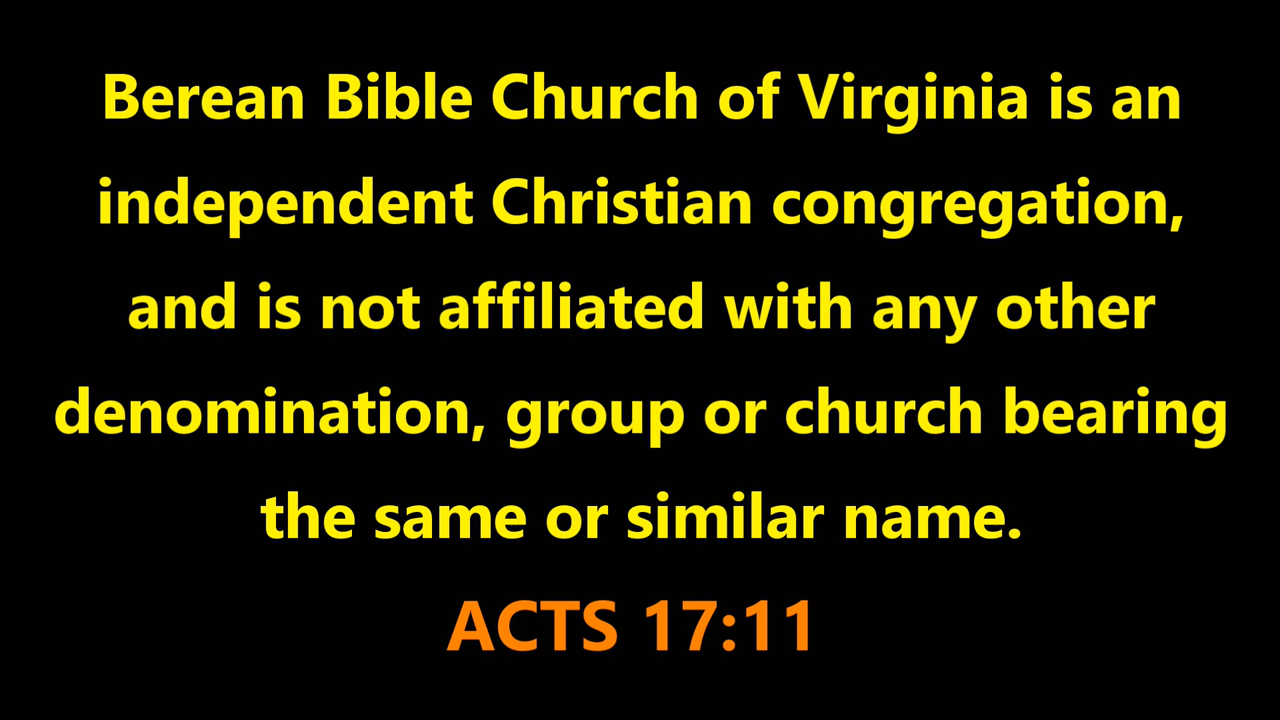 Berean Bible Church of Virginia is an
independent Christian congregation,
and is not affiliated with any other
denomination, group or church bearing
the same or similar name.
ACTS 17:11